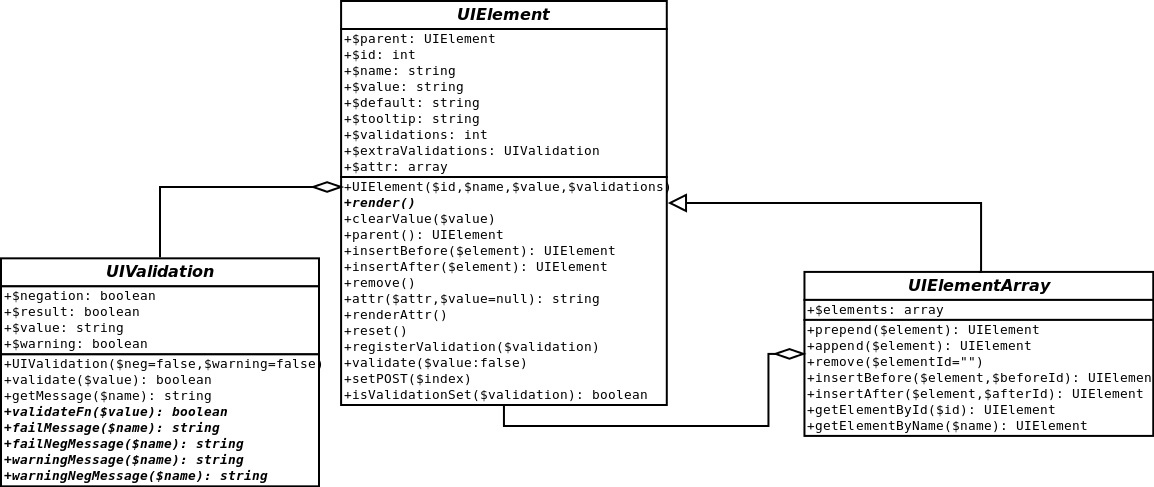 UIElement
+$parent: UIElement
+$id: int
+$name: string
+$value: string
+$default: string
+$tooltip: string
+$validations: int
+$extraValidations: UIValidation
+$attr: array
+UIElement($id,$name,$value,$validations)
+render()
+clearValue($value)
+parent(): UIElement
+insertBefore($element): UIElement
+insertAfter($element): UIElement
+remove()
+attr($attr,$value=null): string
+renderAttr()
+reset()
+registerValidation($validation)
+validate($value:false)
+setPOST($index)
+isValidationSet($validation): boolean
UIValidation
+$negation: boolean
+$result: boolean
+$value: string
+$warning: boolean
+UIValidation($neg=false,$warning=false)
+validate($value): boolean
+getMessage($name): string
+validateFn($value): boolean
+failMessage($name): string
+failNegMessage($name): string
+warningMessage($name): string
+warningNegMessage($name): string
UIElementArray
+$elements: array
+prepend($element): UIElement
+append($element): UIElement
+remove($elementId="")
+insertBefore($element,$beforeId): UIElemen
+insertAfter($element,$afterId): UIElement
+getElementById($id): UIElement
+getElementByName($name): UIElement